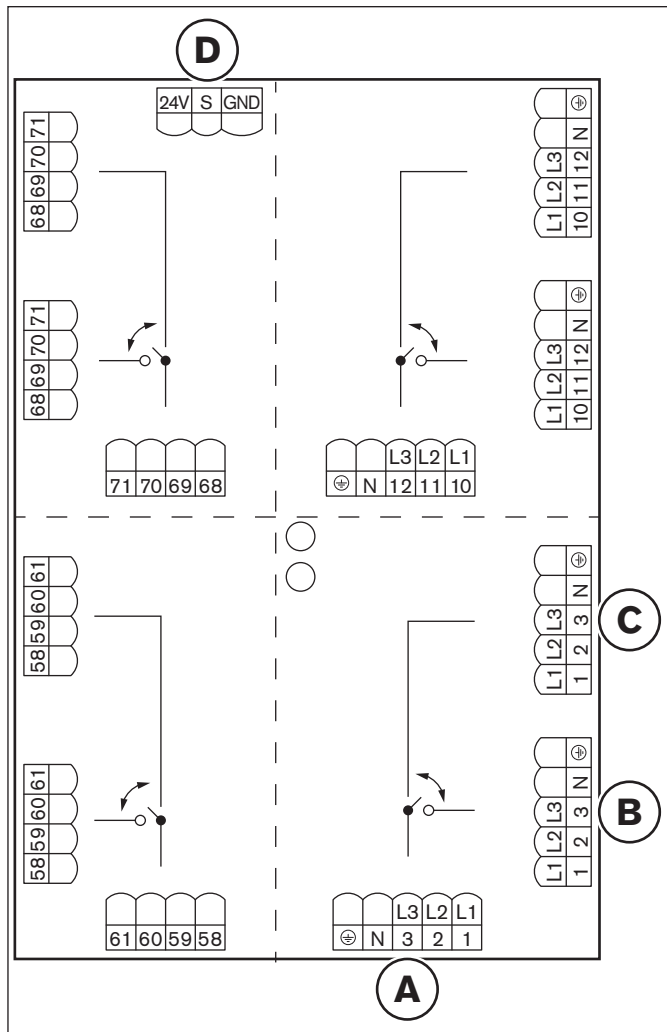 D
24V S GND
71
70
69
68
L3 12
L2 11
L1 10
N
71
70
69
68
L3 12
L2 11
L1 10
N
71 70 69 68
L3 L2 L1
N 12 11 10
61
60
59
58
N
L3 3
L2 2
L1 1
C
61
60
59
58
N
L3 3
L2 2
L1 1
B
61 60 59 58
L3 L2 L1
N 3 2 1
A